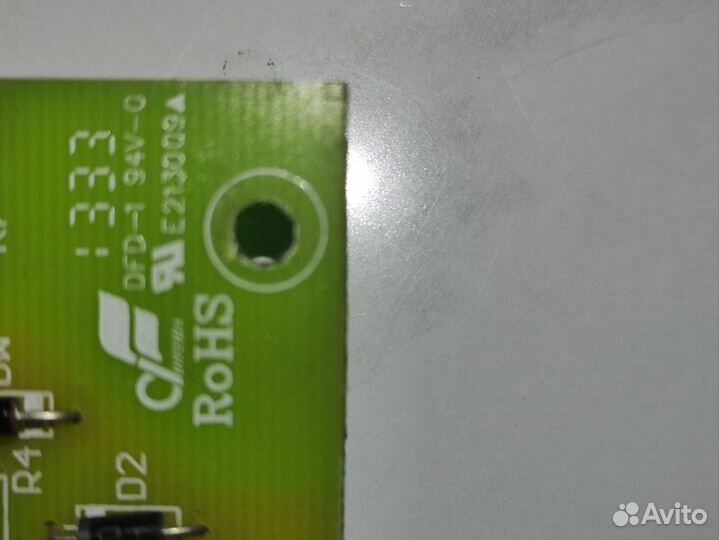 1333
DFD-1 94V-0
E213009▲
RoHS
R4
D2
Avito